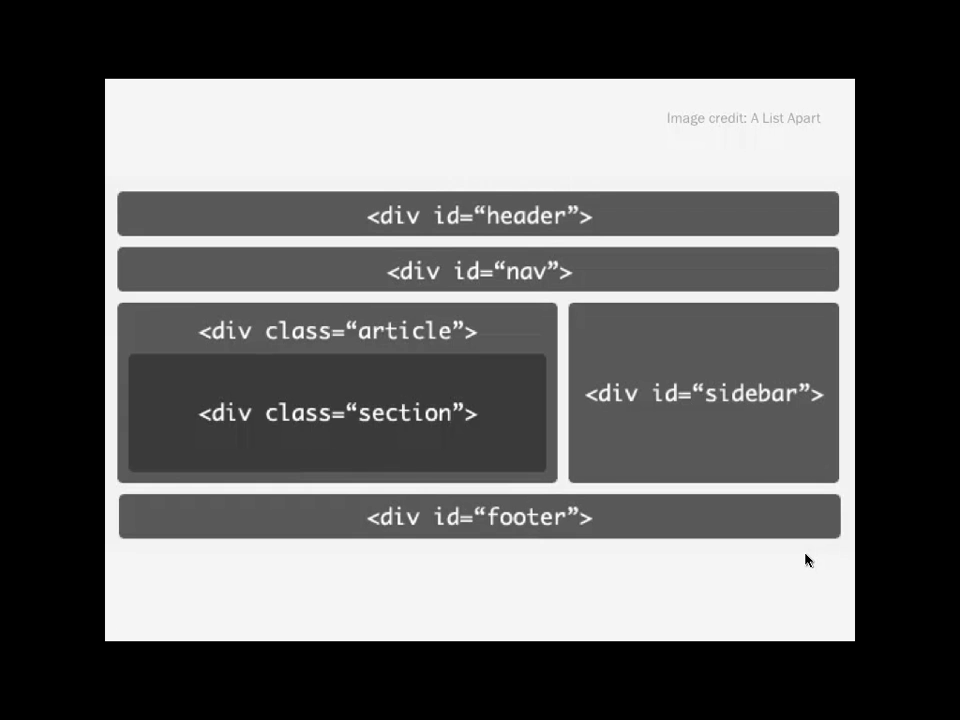 Image credit: A List Apart
<div id=“header”>
<div id=“nav”>
<div class=“article”>
<div class=“section”>
<div id=“sidebar”>
<div id=“footer”>